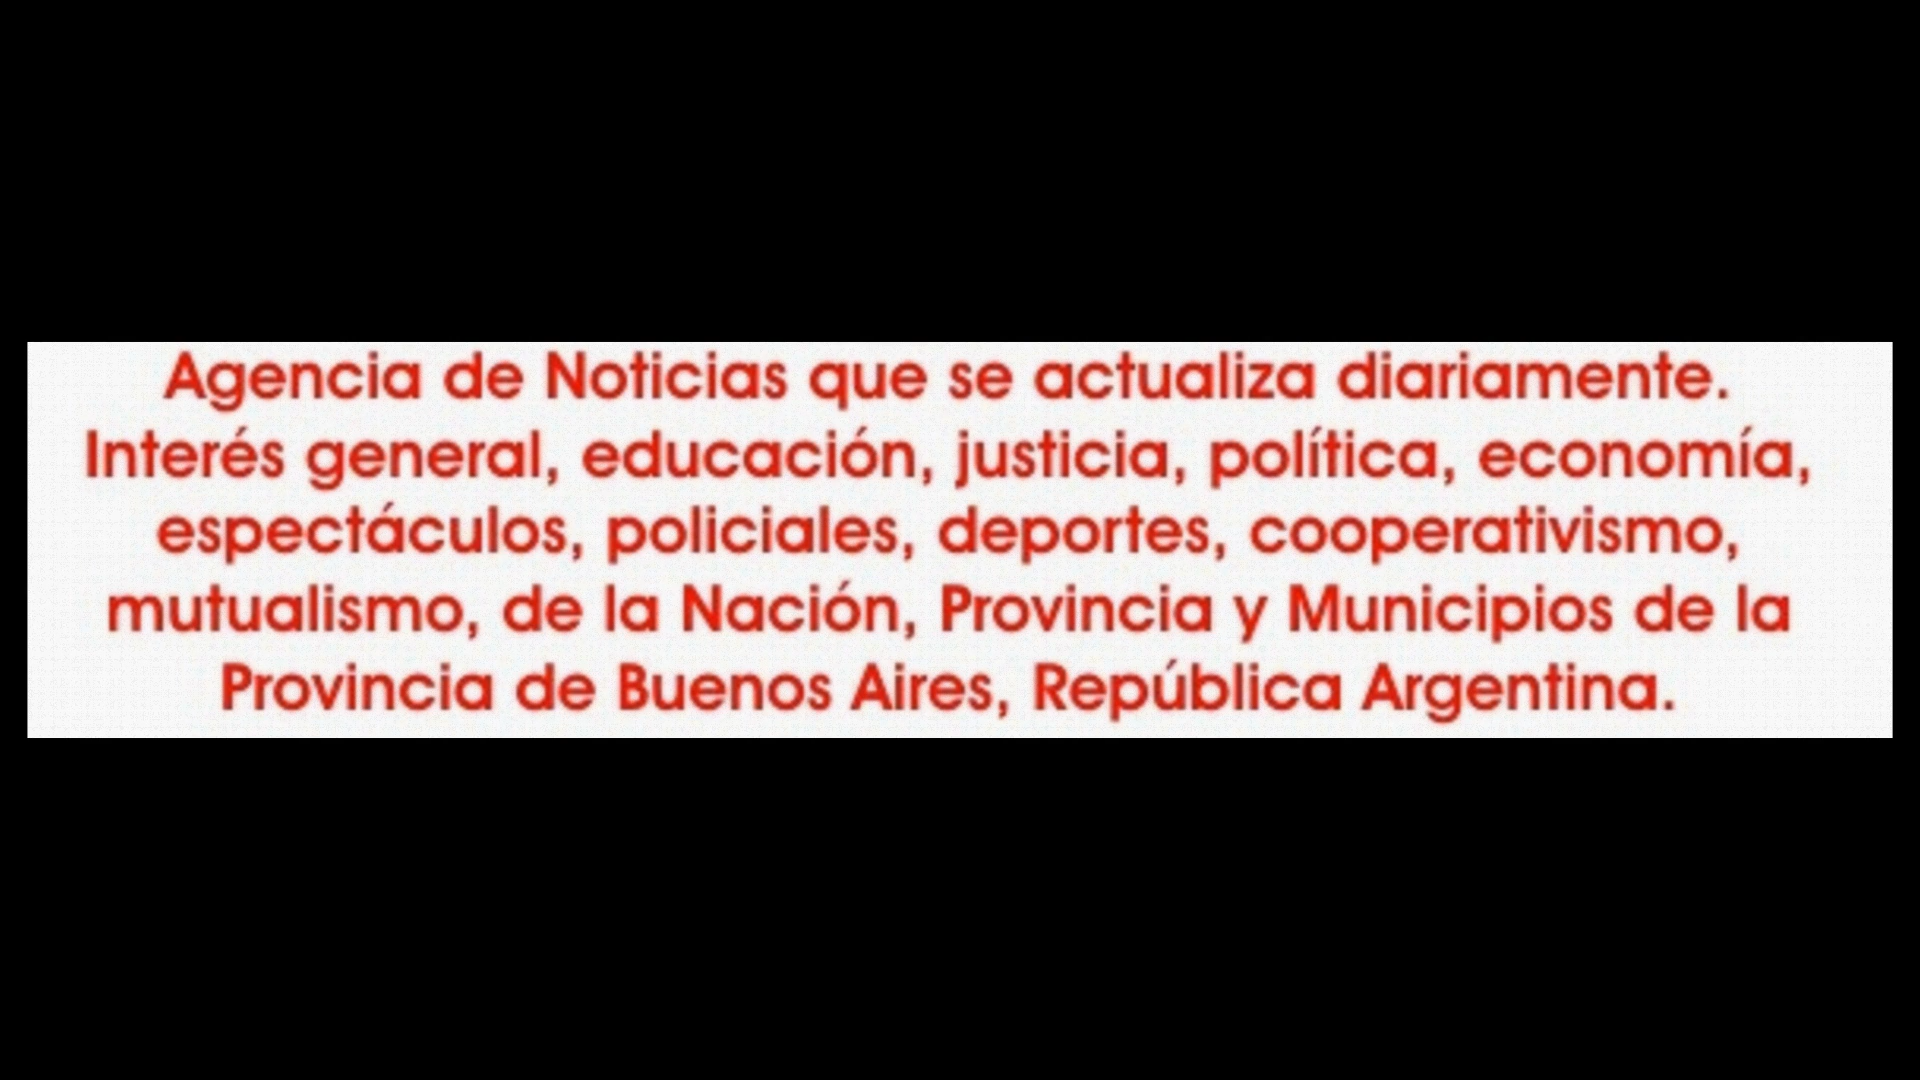 Agencia de Noticias que se actualiza diariamente.
Interés general, educación, justicia, política, economía,
espectáculos, policiales, deportes, cooperativismo,
mutualismo, de la Nación, Provincia y Municipios de la
Provincia de Buenos Aires, República Argentina.